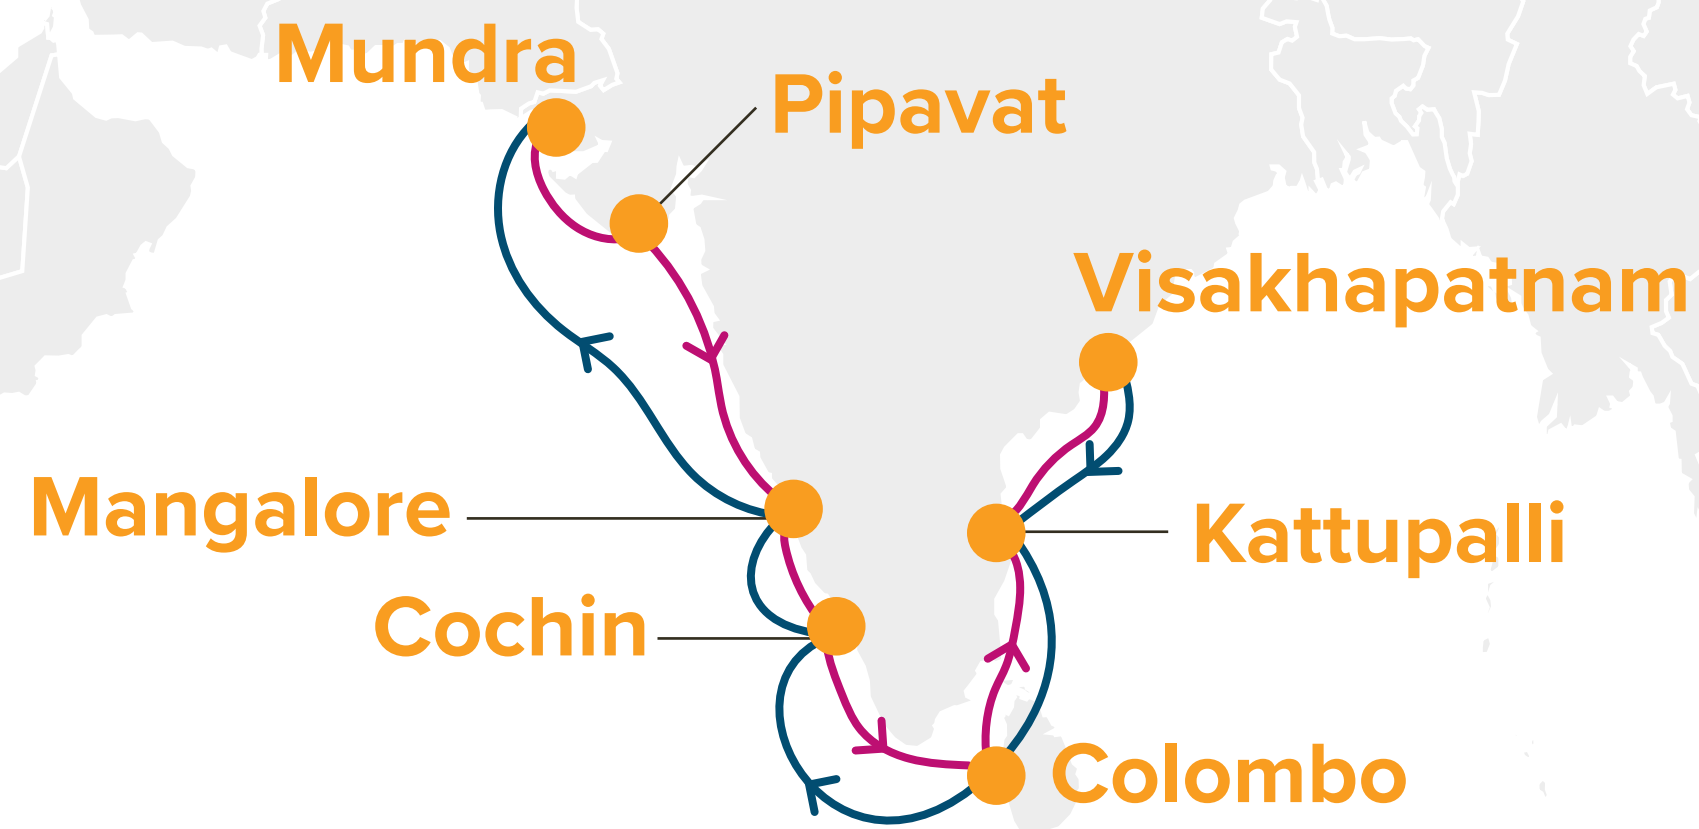 Mundra
Pipavat
Visakhapatnam
Mangalore
Kattupalli
Cochin
Colombo